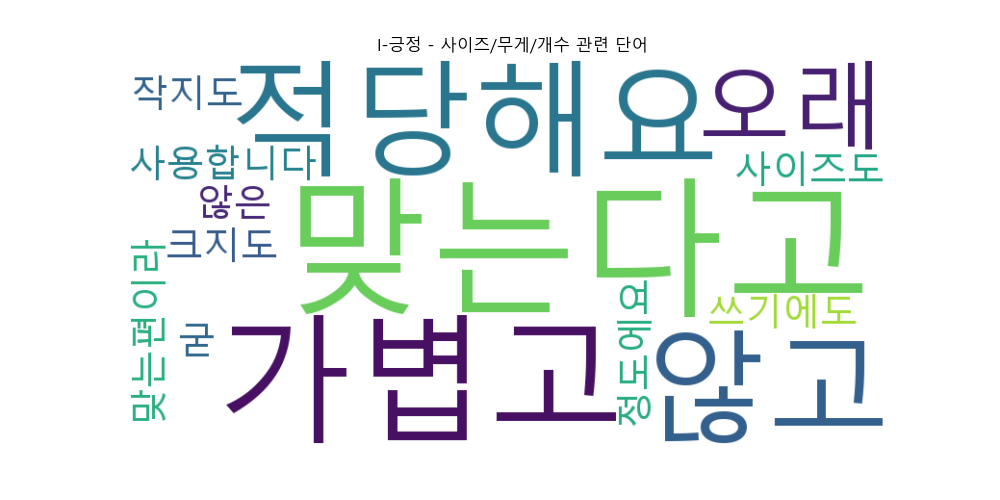 I-긍정 - 사이즈/무게/개수 관련 단어
작지도
적당해요
오래
사용합니다
사이즈도
않은
맞는다고
크지도
맞는편이라
정도에여
쓰기에도
굳
가볍고
않고